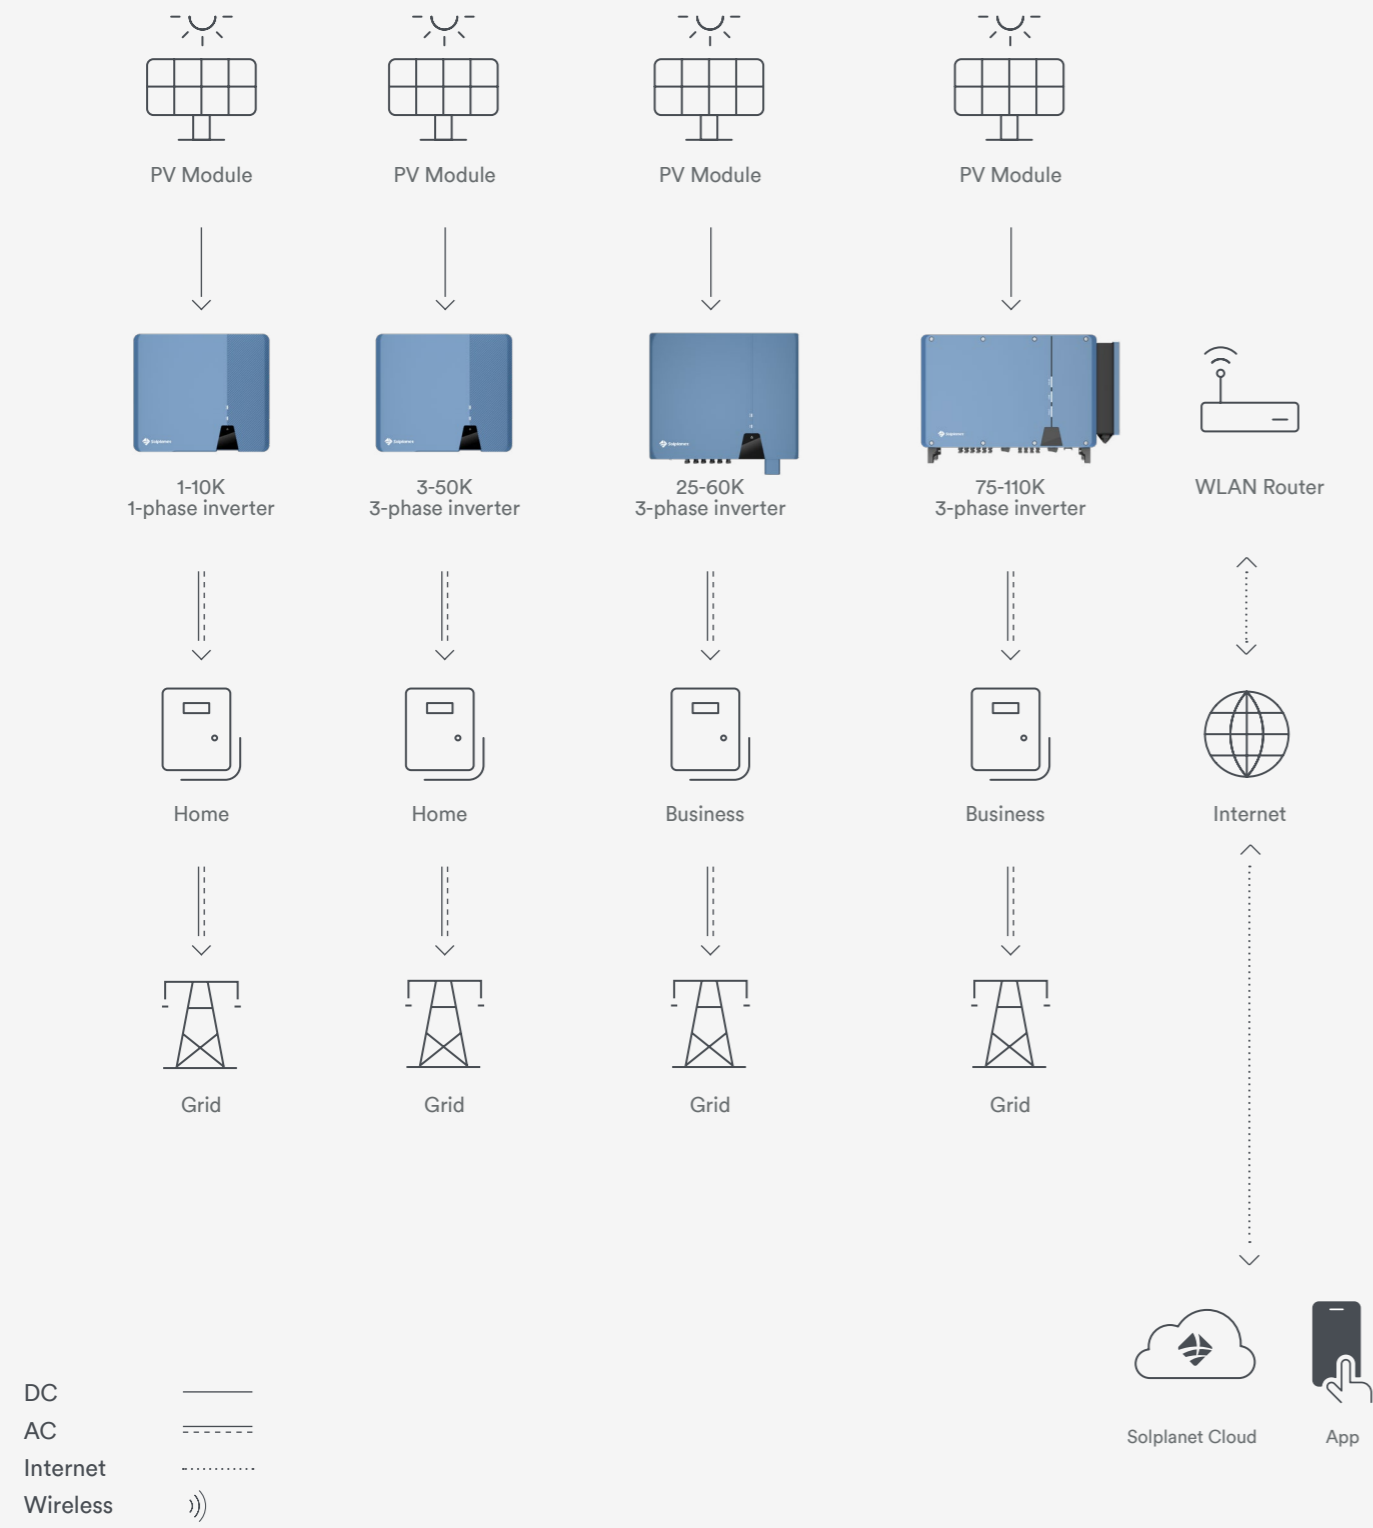 PV Module
PV Module
PV Module
PV Module
1-10K
1-phase inverter
3-50K
3-phase inverter
25-60K
3-phase inverter
75-110K
3-phase inverter
WLAN Router
Home
Home
Business
Business
Internet
Grid
Grid
Grid
Grid
Solplanet Cloud
App
DC
AC
Internet
Wireless